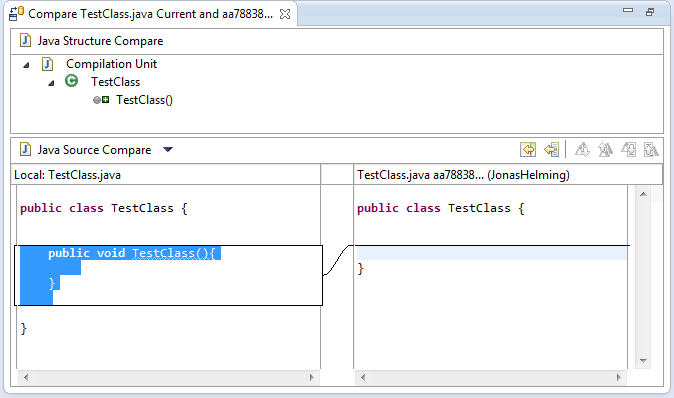 Compare TestClass.java Current and aa78838...
Java Structure Compare
Compilation Unit
TestClass
TestClass()
Java Source Compare
Local: TestClass.java
TestClass.java aa78838... (JonasHelming)
public class TestClass {
public class TestClass {
public void TestClass(){
}
}
}